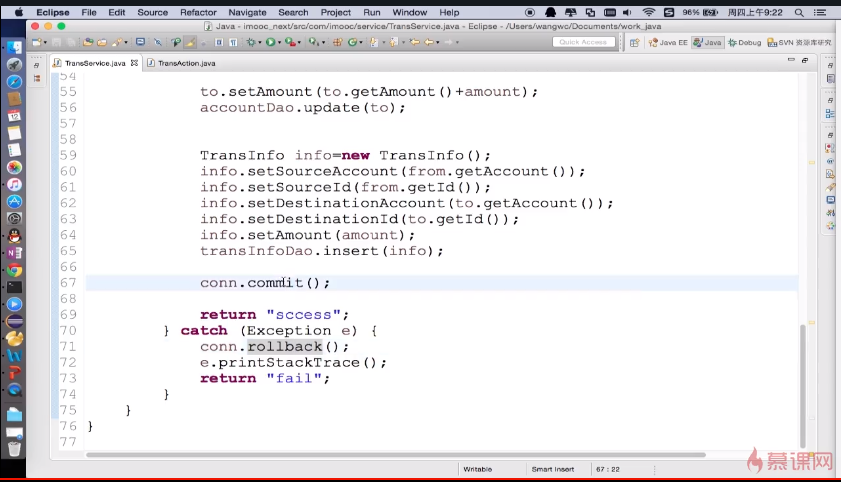 Eclipse File Edit Source Refactor Navigate Search Project Run Window Help 96% 周四上午9:22
Java - imooc_next/src/com/imooc/service/TransService.java - Eclipse - /Users/wangwc/Documents/work_java
Quick Access Java EE Java Debug SVN 资源库研究
TransService.java TransAction.java
54
55 to.setAmount(to.getAmount()+amount);
56 accountDao.update(to);
57
58
59 TransInfo info=new TransInfo();
60 info.setSourceAccount(from.getAccount());
61 info.setSourceId(from.getId());
62 info.setDestinationAccount(to.getAccount());
63 info.setDestinationId(to.getId());
64 info.setAmount(amount);
65 transInfoDao.insert(info);
66
67 conn.commit();
68
69 return "sccess";
70 } catch (Exception e) {
71 conn.rollback();
72 e.printStackTrace();
73 return "fail";
74 }
75 }
76 }
77
Writable Smart Insert 67 : 22
慕课网